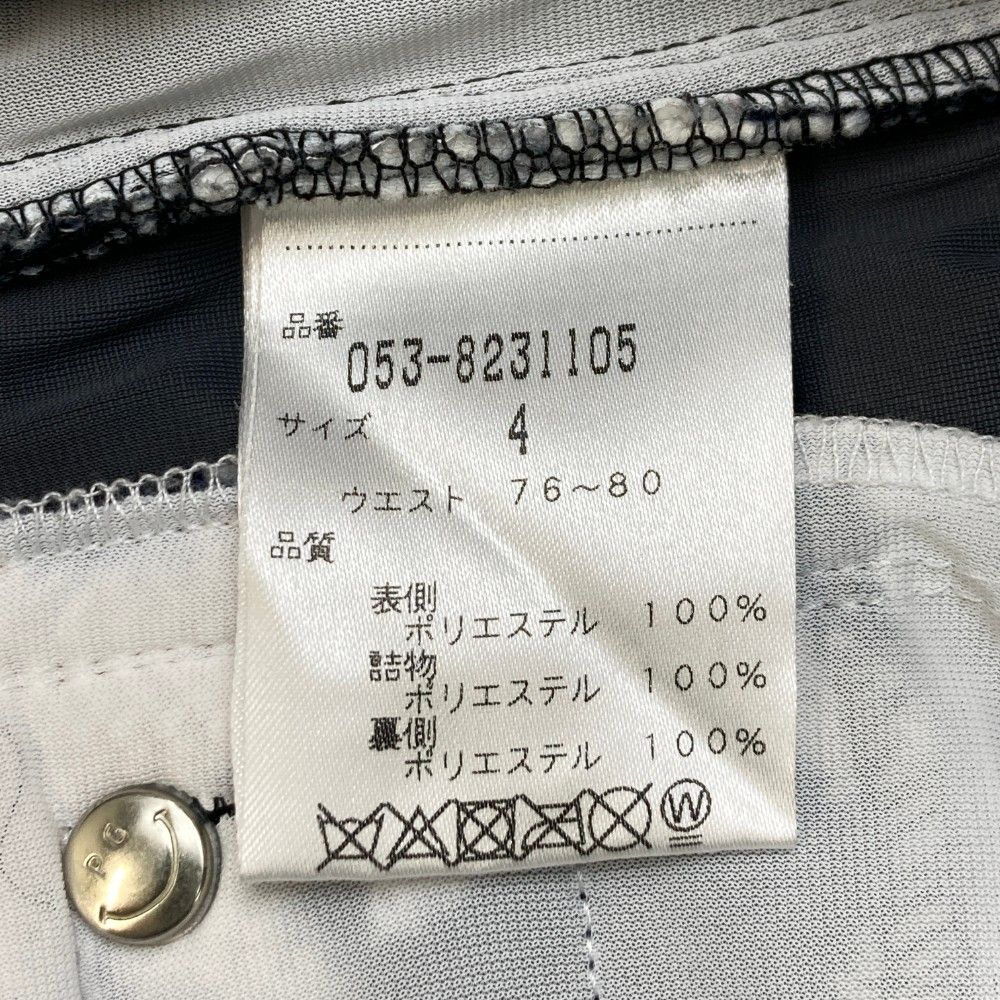 品番
053-8231105
サイズ 4
ウエスト 76〜80
品質
表側
ポリエステル 100%
詰物
ポリエステル 100%
裏側
ポリエステル 100%
W
PG